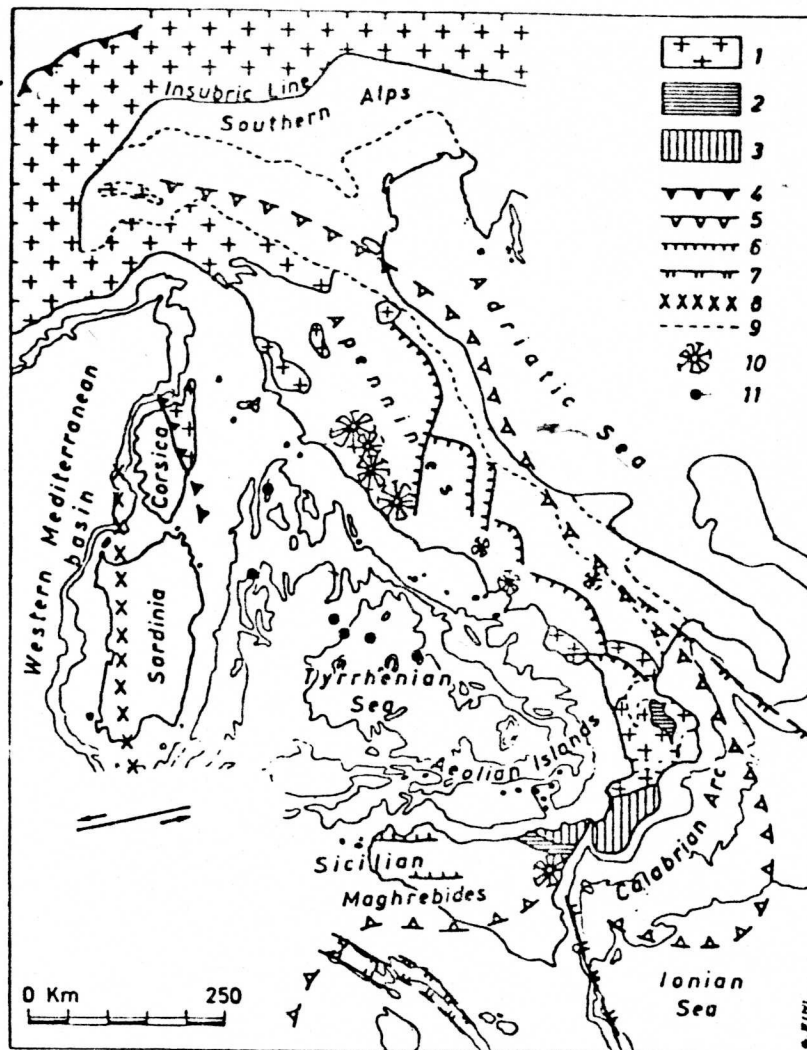 Insubric Line
Southern Alps
1
2
3
4
5
6
7
8
9
10
11
Adriatic Sea
Apennines
Western Mediterranean
basin
Corsica
Sardinia
Tyrrhenian
Sea
Aeolian Islands
Calabrian Arc
Sicilian
Maghrebides
Ionian
Sea
0 Km 250